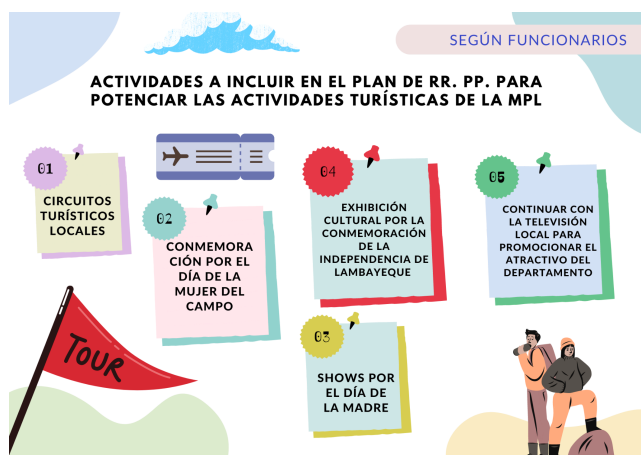 SEGÚN FUNCIONARIOS
ACTIVIDADES A INCLUIR EN EL PLAN DE RR. PP. PARA
POTENCIAR LAS ACTIVIDADES TURÍSTICAS DE LA MPL
01
CIRCUITOS
TURÍSTICOS
LOCALES
02
CONMEMORA
CIÓN POR EL
DÍA DE LA
MUJER DEL
CAMPO
03
SHOWS POR
EL DÍA DE
LA MADRE
04
EXHIBICIÓN
CULTURAL POR LA
CONMEMORACIÓN
DE LA
INDEPENDENCIA DE
LAMBAYEQUE
05
CONTINUAR CON
LA TELEVISIÓN
LOCAL PARA
PROMOCIONAR EL
ATRACTIVO DEL
DEPARTAMENTO
TOUR